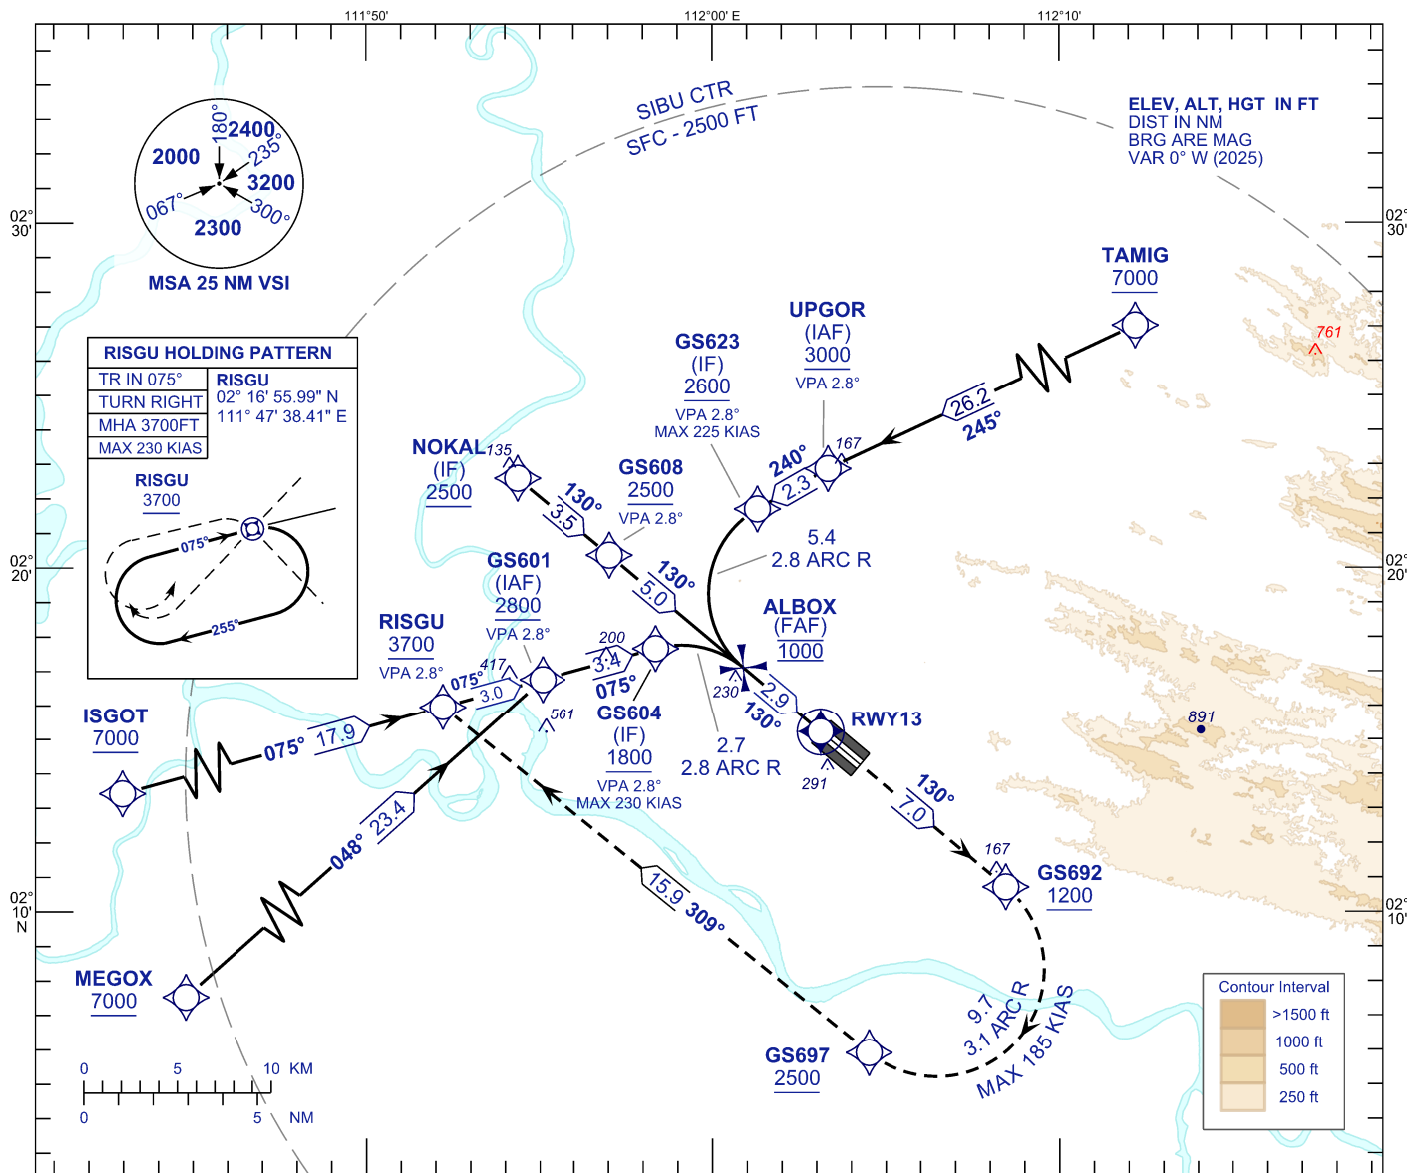 111°50'
112°00' E
112°10'
02°
30'
02°
20'
02°
10'
N
02°
30'
02°
20'
02°
10'
SIBU CTR
SFC - 2500 FT
ELEV, ALT, HGT IN FT
DIST IN NM
BRG ARE MAG
VAR 0° W (2025)
180°
2400
235°
2000
3200
067°
300°
2300
MSA 25 NM VSI
RISGU HOLDING PATTERN
TR IN 075°
TURN RIGHT
MHA 3700FT
MAX 230 KIAS
RISGU
02° 16' 55.99" N
111° 47' 38.41" E
RISGU
3700
075°
255°
TAMIG
7000
761
26.2
245°
UPGOR
(IAF)
3000
VPA 2.8°
167
GS623
(IF)
2600
VPA 2.8°
MAX 225 KIAS
240°
2.3
5.4
2.8 ARC R
NOKAL
(IF)
2500
135
130°
3.5
GS608
2500
VPA 2.8°
130°
5.0
GS601
(IAF)
2800
VPA 2.8°
RISGU
3700
VPA 2.8°
075°
3.0
417
200
3.4
075°
561
GS604
(IF)
1800
VPA 2.8°
MAX 230 KIAS
2.7
2.8 ARC R
ALBOX
(FAF)
1000
230
2.9
130°
RWY13
291
891
ISGOT
7000
075°
17.9
048°
23.4
MEGOX
7000
130°
7.0
167
GS692
1200
15.9
309°
9.7
3.1 ARC R
MAX 185 KIAS
GS697
2500
0
5
10
KM
0
5
NM
Contour Interval
>1500 ft
1000 ft
500 ft
250 ft